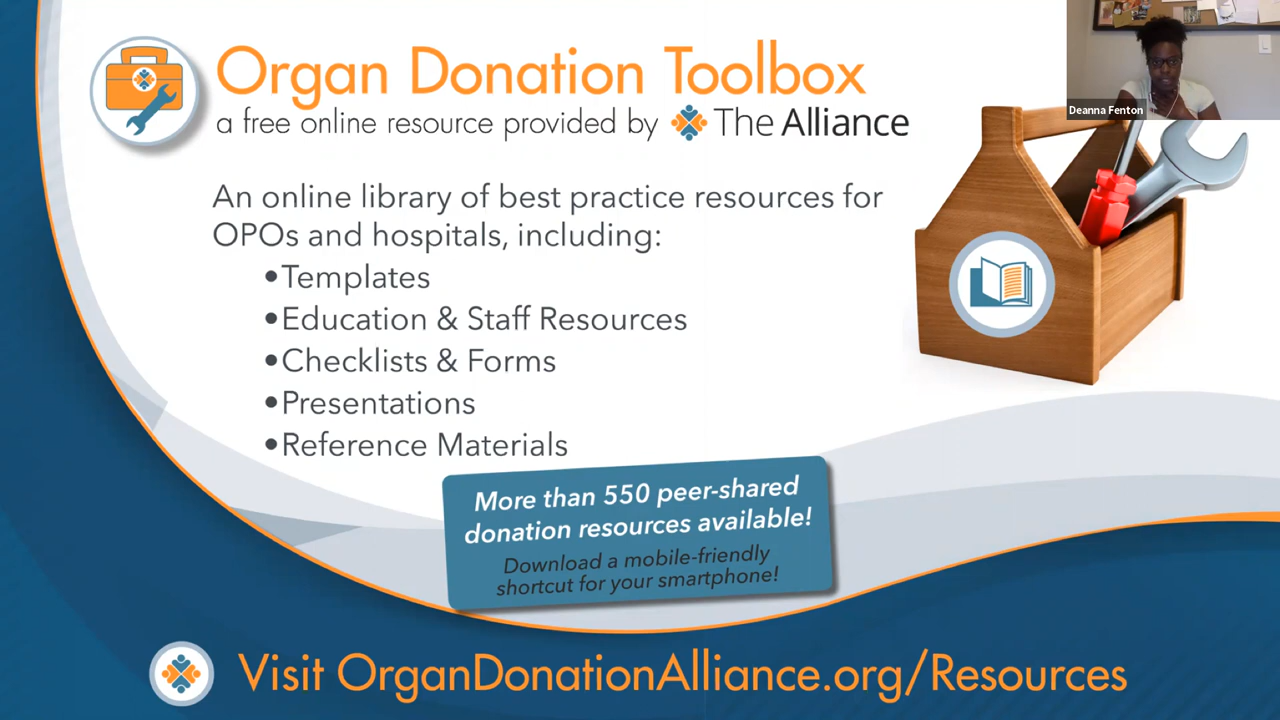 Organ Donation Toolbox
a free online resource provided by The Alliance
Deanna Fenton
An online library of best practice resources for
OPOs and hospitals, including:
•Templates
•Education & Staff Resources
•Checklists & Forms
•Presentations
•Reference Materials
More than 550 peer-shared
donation resources available!
Download a mobile-friendly
shortcut for your smartphone!
Visit OrganDonationAlliance.org/Resources